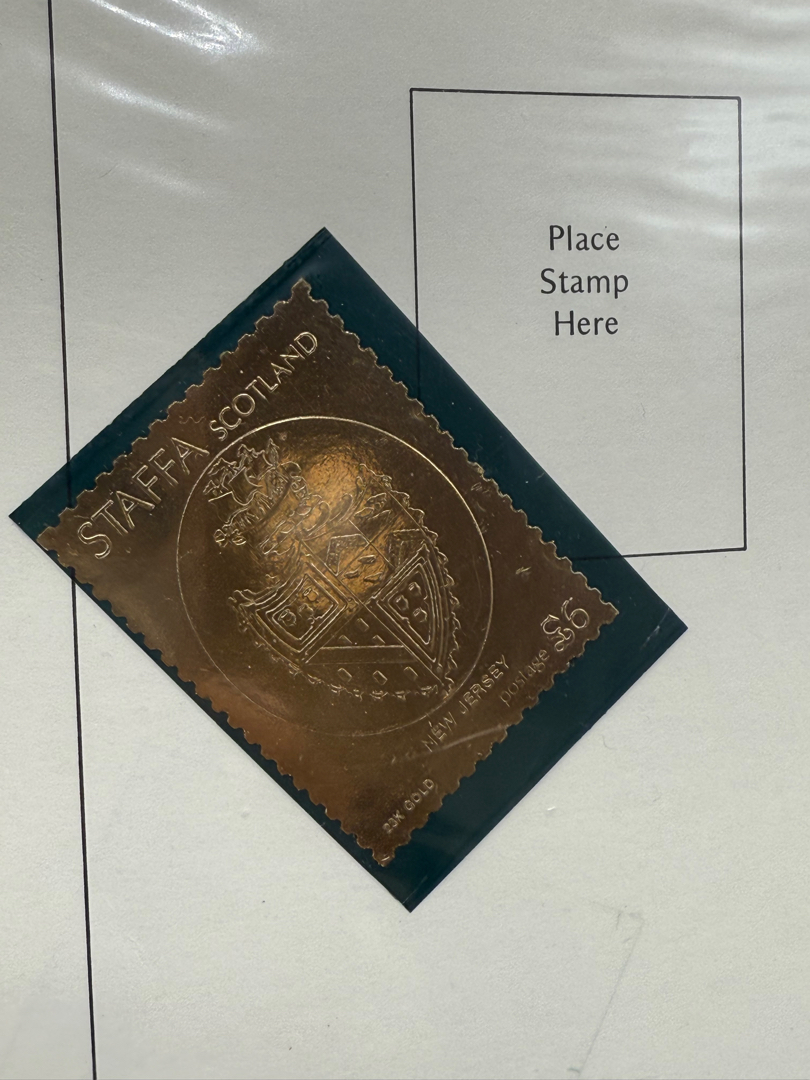 Place
Stamp
Here
STAFFA SCOTLAND
£6
postage
NEW JERSEY
23K GOLD